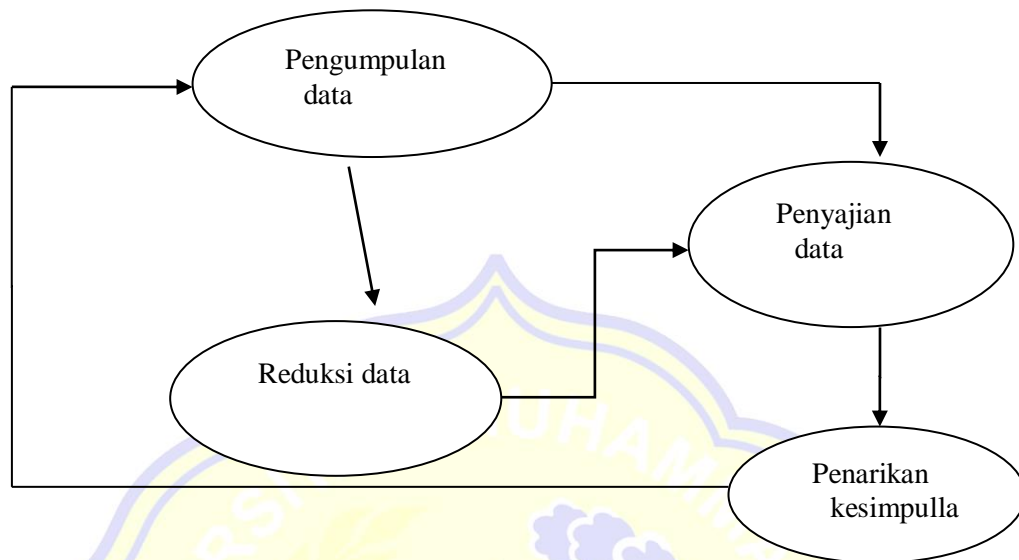 Pengumpulan
data
Penyajian
data
Reduksi data
Penarikan
kesimpulla